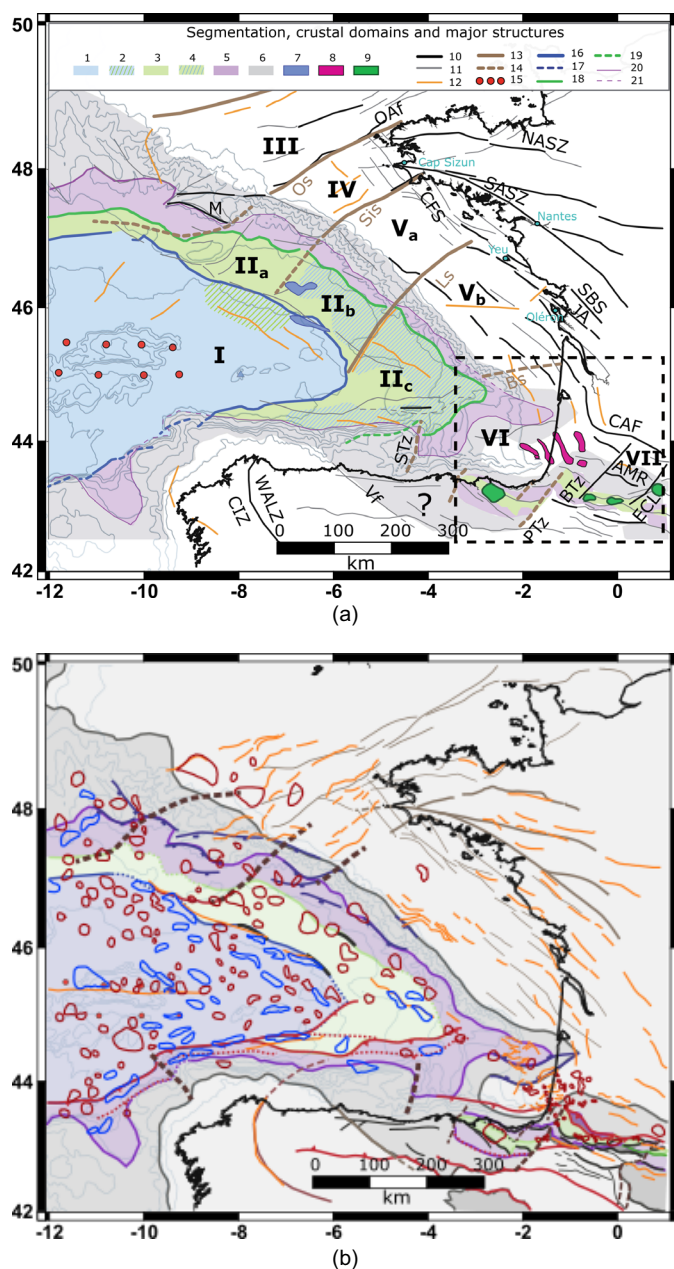 50
Segmentation, crustal domains and major structures
1 2 3 4 5 6 7 8 9 10 13 16 19
11 14 17 20
12 15 18 21
OAf
NASZ
III
48
Cap Sizun
Os
IV
SASZ
M
Sis
CFS
Nantes
Va
IIa
Yeu
46
IIb
Ls
Vb
SBS
JA
Oléron
I
IIc
Bs
CAF
44
VI
VII
STz
AMR
BTz
ECL
CIZ
WALZ
Vf
?
PTz
0 100 200 300
km
42
-12 -10 -8 -6 -4 -2 0
(a)
50
48
46
44
0 100 200 300
km
42
-12 -10 -8 -6 -4 -2 0
(b)